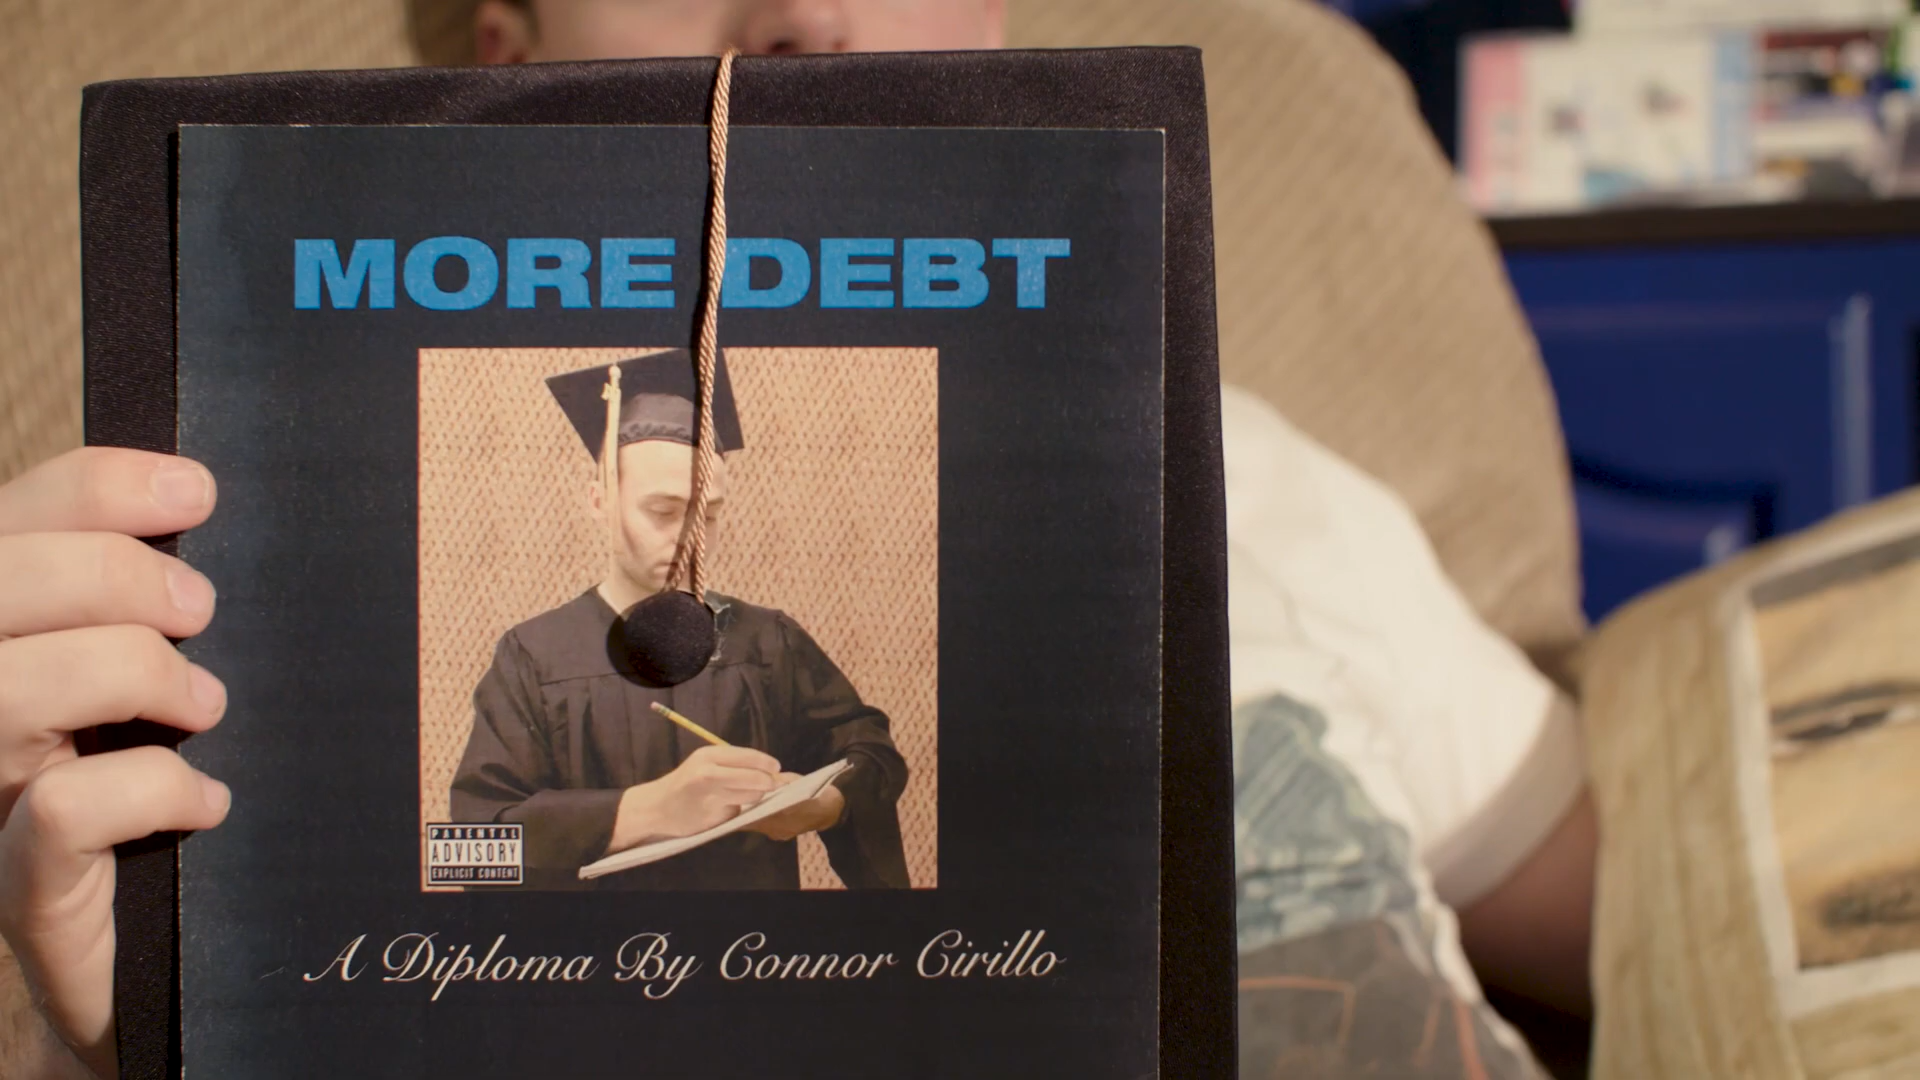 MORE DEBT
PARENTAL
ADVISORY
EXPLICIT CONTENT
A Diploma By Connor Cirillo